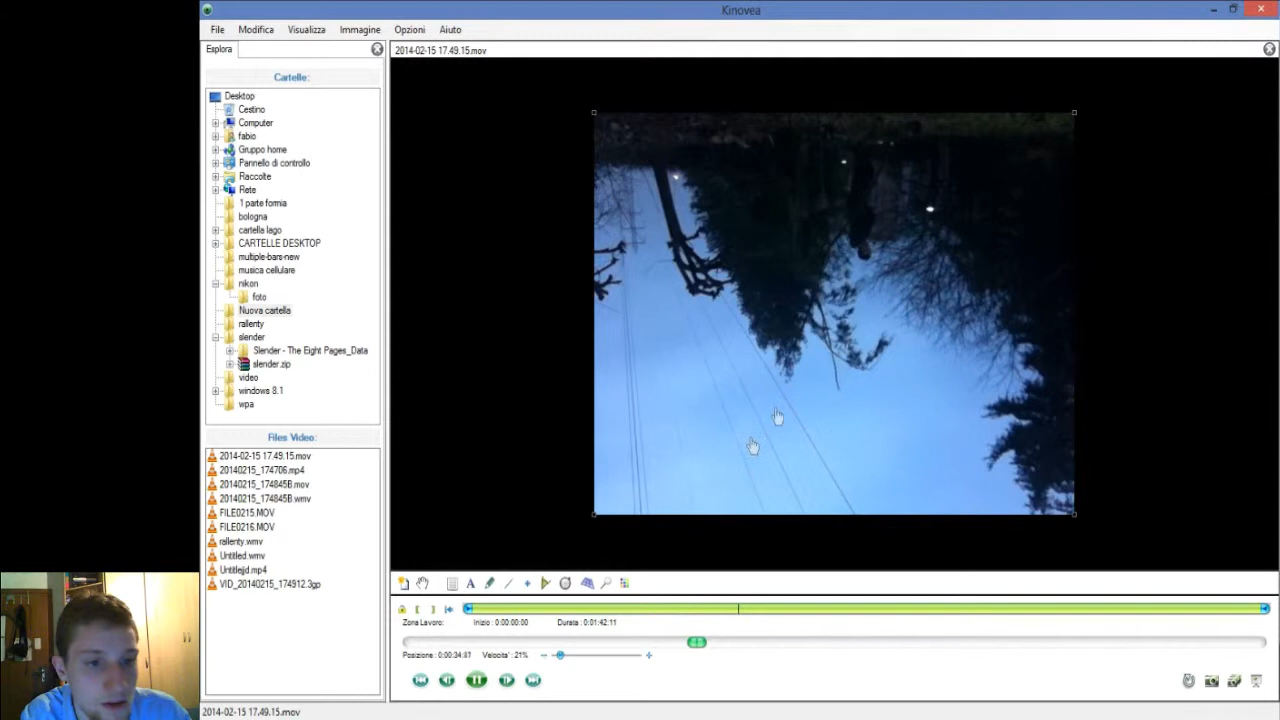 Kinovea
File Modifica Visualizza Immagine Opzioni Aiuto
Esplora
2014-02-15 17.49.15.mov
Cartelle:
Desktop
Cestino
Computer
fabio
Gruppo home
Pannello di controllo
Raccolte
Rete
1 parte formia
bologna
cartella lago
CARTELLE DESKTOP
multiple-bars-new
musica cellulare
nikon
foto
Nuova cartella
rallenty
slender
Slender - The Eight Pages_Data
slender.zip
video
windows 8.1
wpa
Files Video:
2014-02-15 17.49.15.mov
20140215_174706.mp4
20140215_174845B.mov
20140215_174845B.wmv
FILE0215.MOV
FILE0216.MOV
rallenty.wmv
Untitled.wmv
Untitlejd.mp4
VID_20140215_174912.3gp
Zona Lavoro: Inizio : 0:00:00:00 Durata : 0:01:42:11
Posizione : 0:00:34:87 Velocita' : 21%
2014-02-15 17.49.15.mov